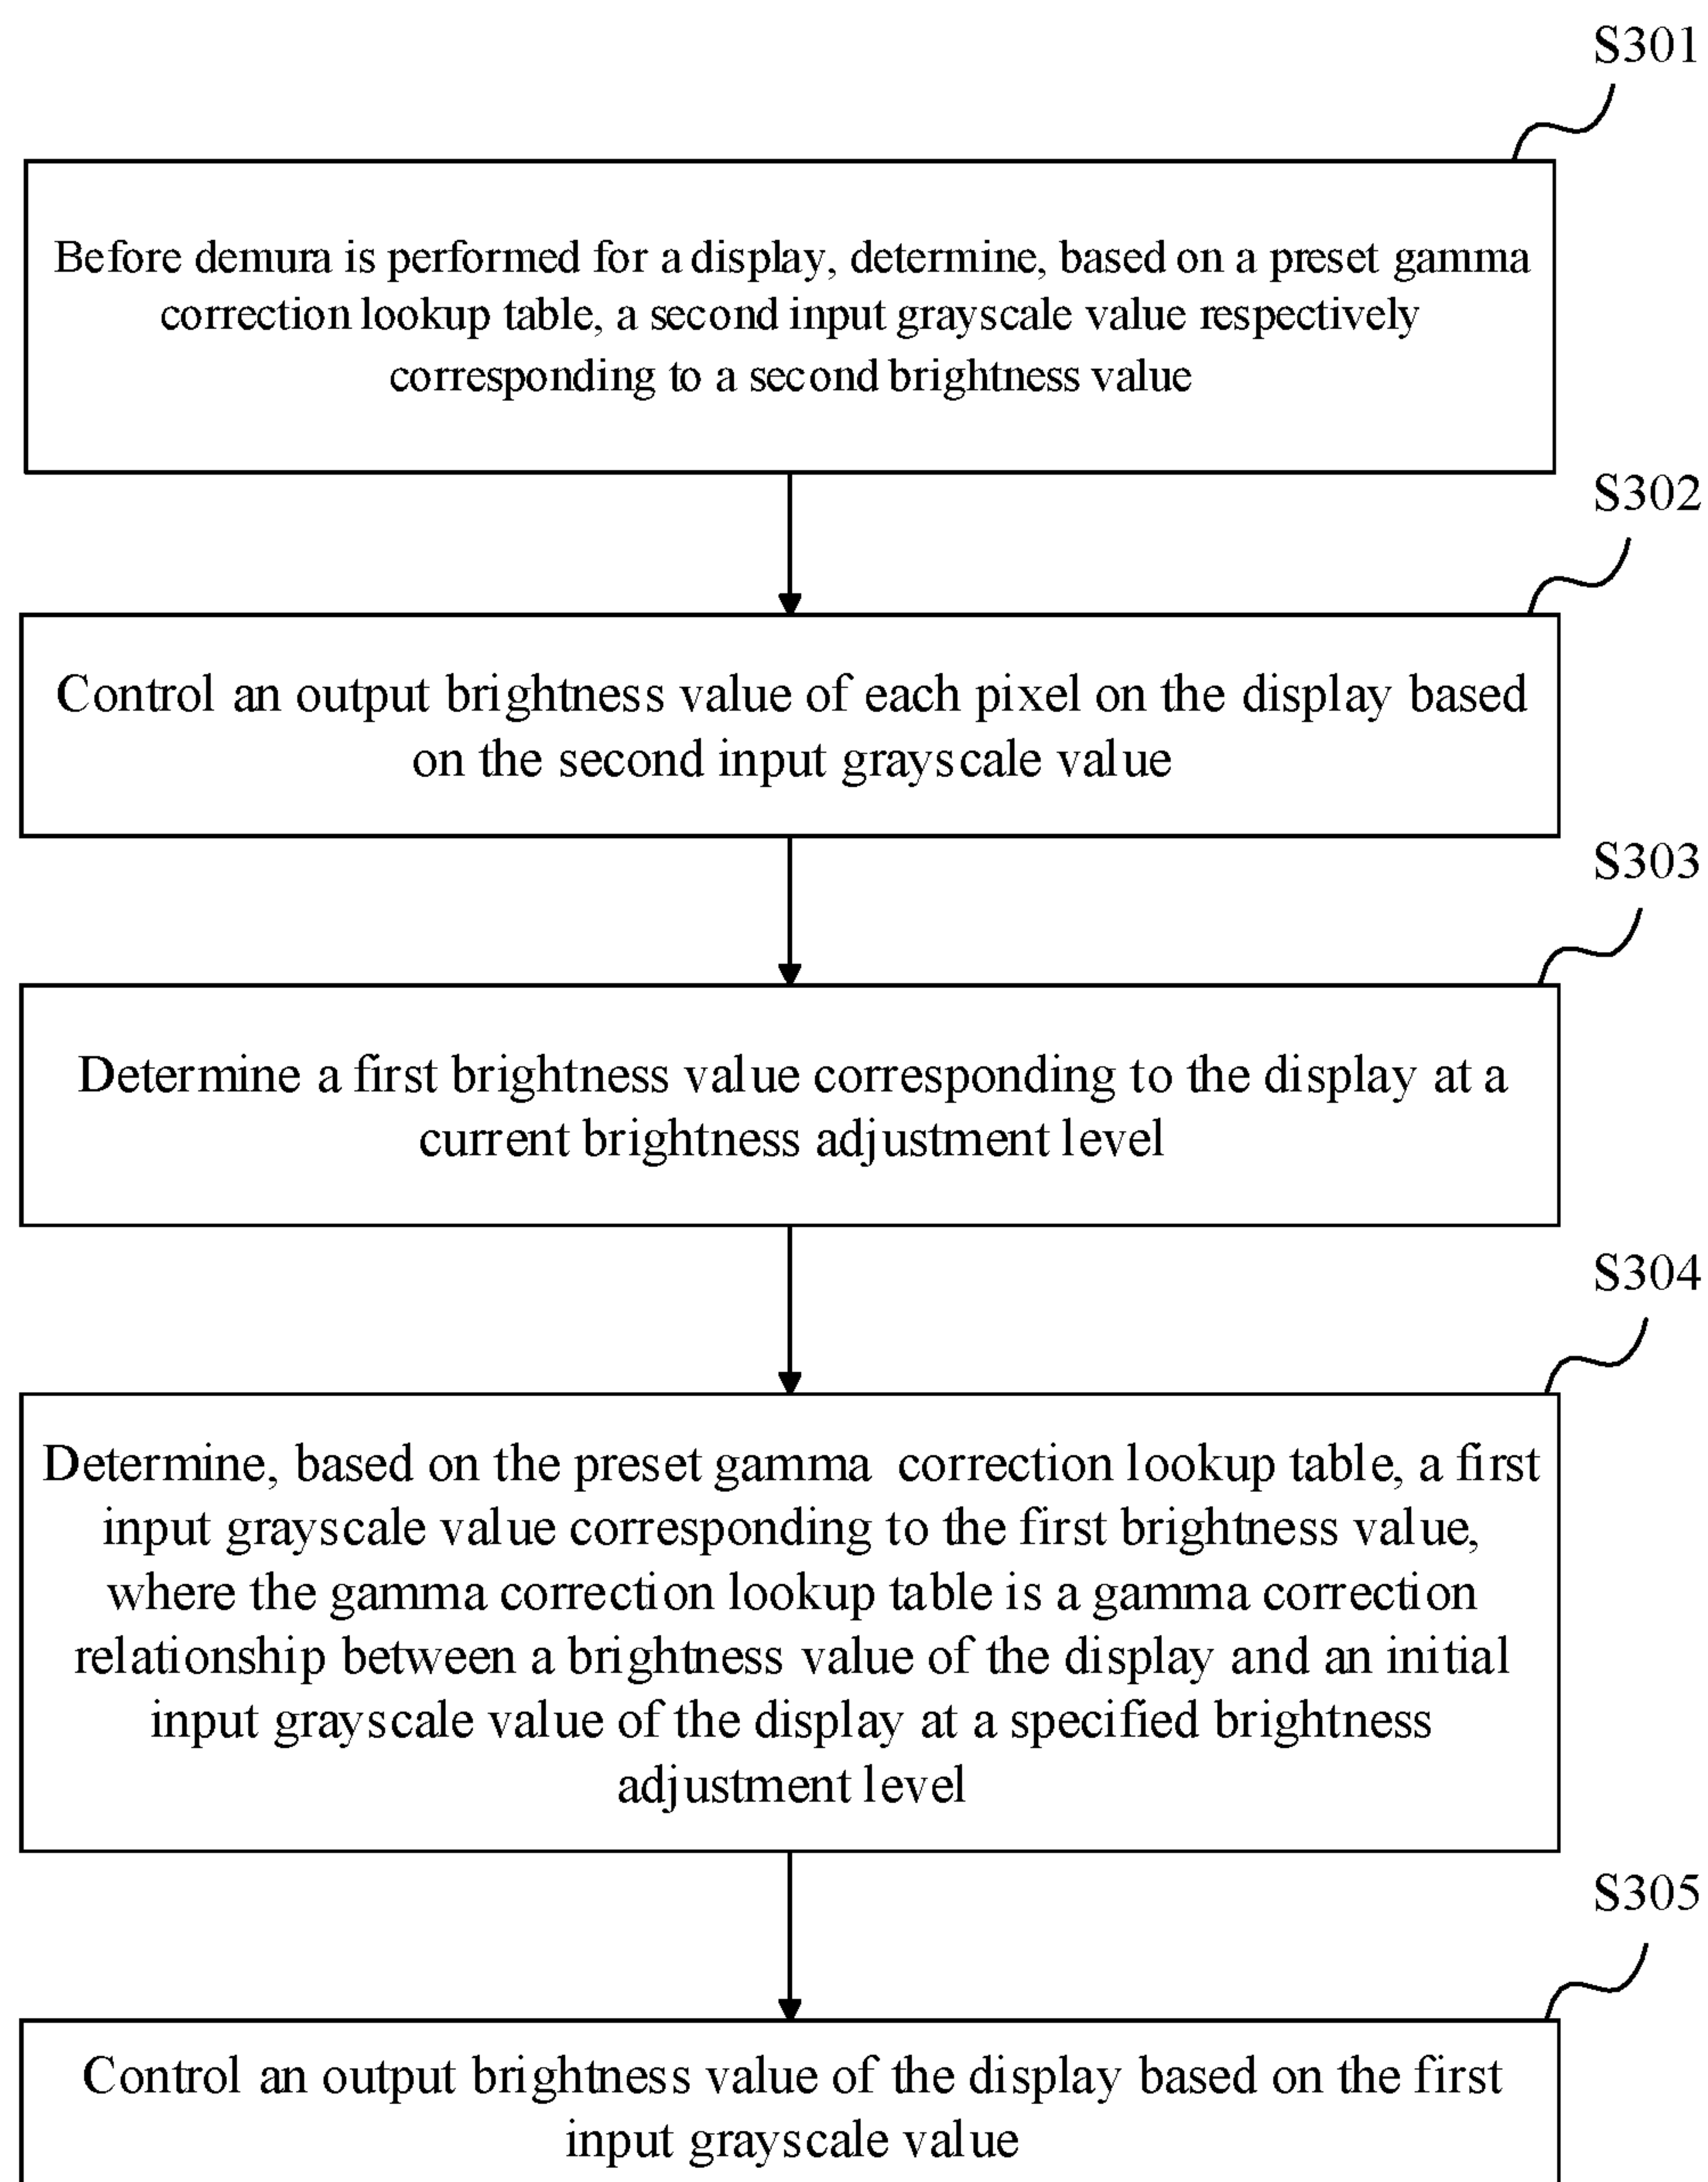 S301
Before demura is performed for a display, determine, based on a preset gamma
correction lookup table, a second input grayscale value respectively
corresponding to a second brightness value
S302
Control an output brightness value of each pixel on the display based
on the second input grayscale value
S303
Determine a first brightness value corresponding to the display at a
current brightness adjustment level
S304
Determine, based on the preset gamma correction lookup table, a first
input grayscale value corresponding to the first brightness value,
where the gamma correction lookup table is a gamma correction
relationship between a brightness value of the display and an initial
input grayscale value of the display at a specified brightness
adjustment level
S305
Control an output brightness value of the display based on the first
input grayscale value